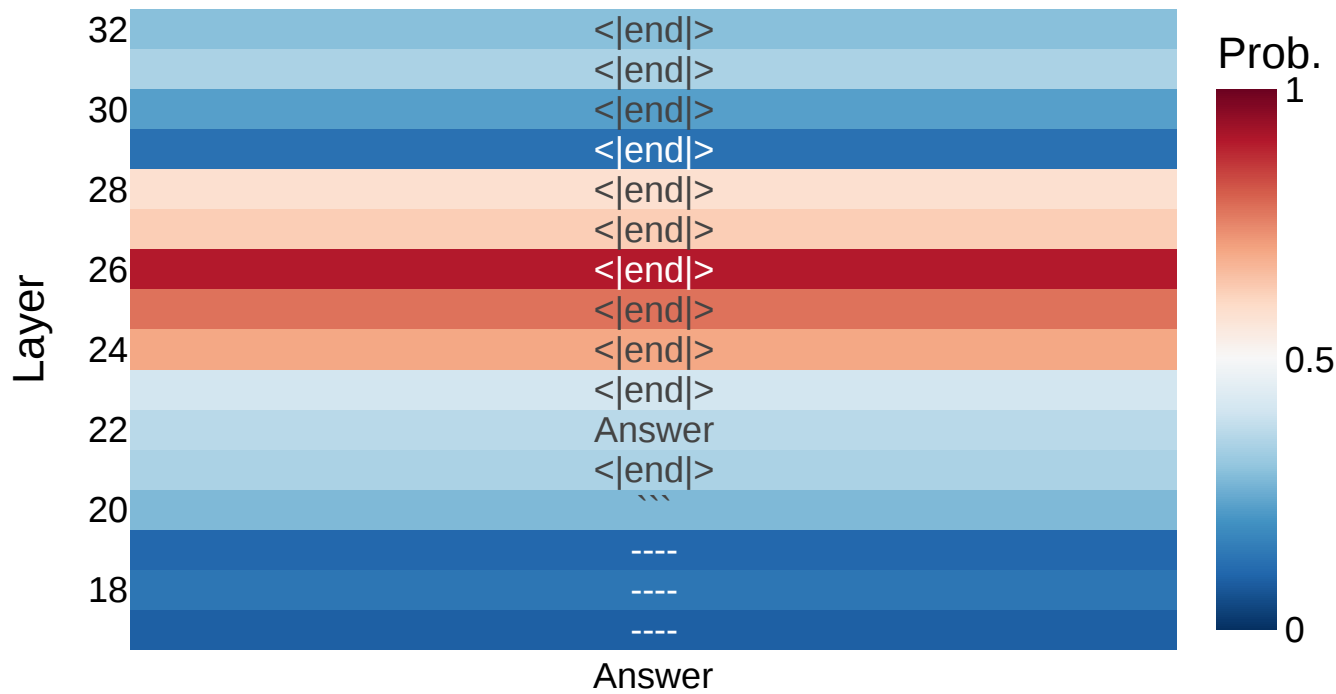 32 <|end|>
<|end|>
Prob.
1
30 <|end|>
<|end|>
28 <|end|>
<|end|>
26 <|end|>
<|end|>
24 <|end|>
0.5
<|end|>
22 Answer
<|end|>
20 ```
----
18 ----
----
0
Layer
Answer